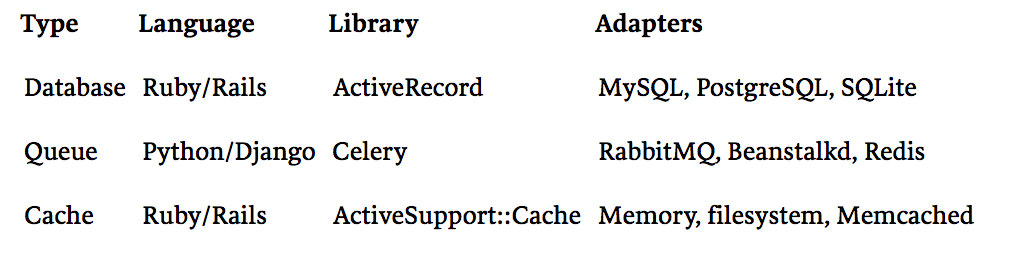 Type Language Library Adapters
Database Ruby/Rails ActiveRecord MySQL, PostgreSQL, SQLite
Queue Python/Django Celery RabbitMQ, Beanstalkd, Redis
Cache Ruby/Rails ActiveSupport::Cache Memory, filesystem, Memcached